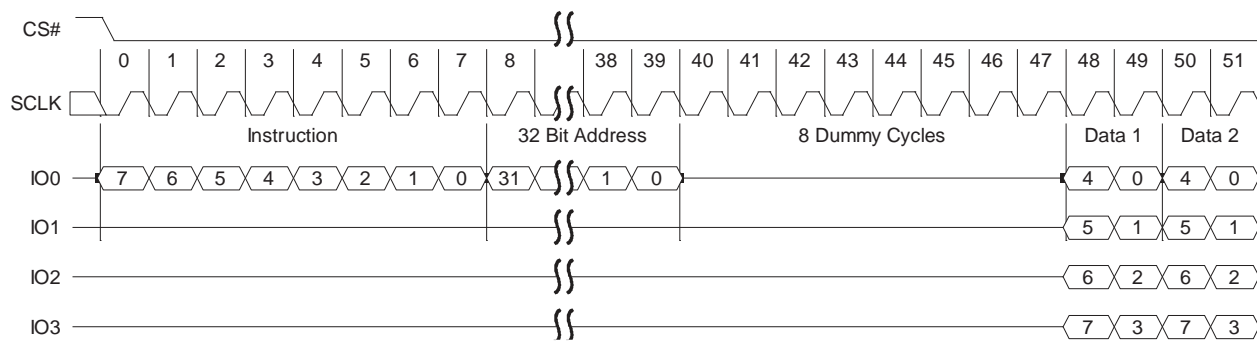 CS#
0 1 2 3 4 5 6 7 8 38 39 40 41 42 43 44 45 46 47 48 49 50 51
SCLK
Instruction 32 Bit Address 8 Dummy Cycles Data 1 Data 2
IO0 7 6 5 4 3 2 1 0 31 1 0 4 0 4 0
IO1 5 1 5 1
IO2 6 2 6 2
IO3 7 3 7 3